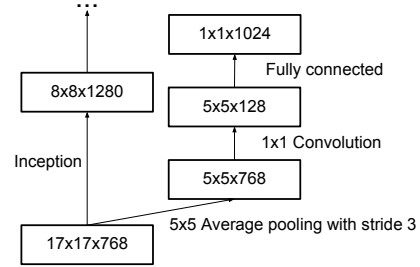 ...
1x1x1024
Fully connected
8x8x1280
5x5x128
1x1 Convolution
Inception
5x5x768
5x5 Average pooling with stride 3
17x17x768